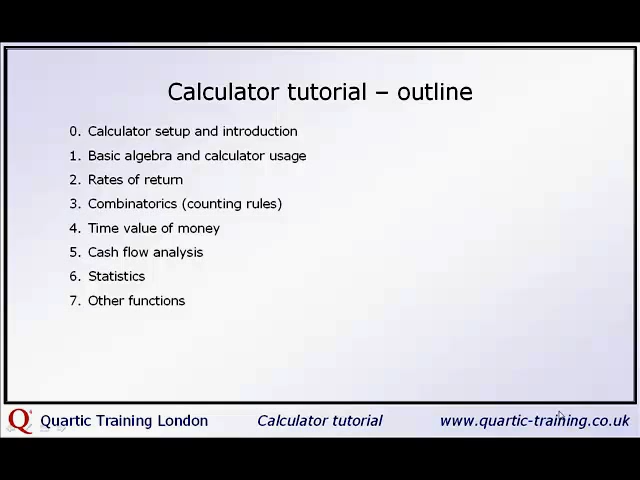 Calculator tutorial – outline
0. Calculator setup and introduction
1. Basic algebra and calculator usage
2. Rates of return
3. Combinatorics (counting rules)
4. Time value of money
5. Cash flow analysis
6. Statistics
7. Other functions
Q Quartic Training London Calculator tutorial www.quartic-training.co.uk